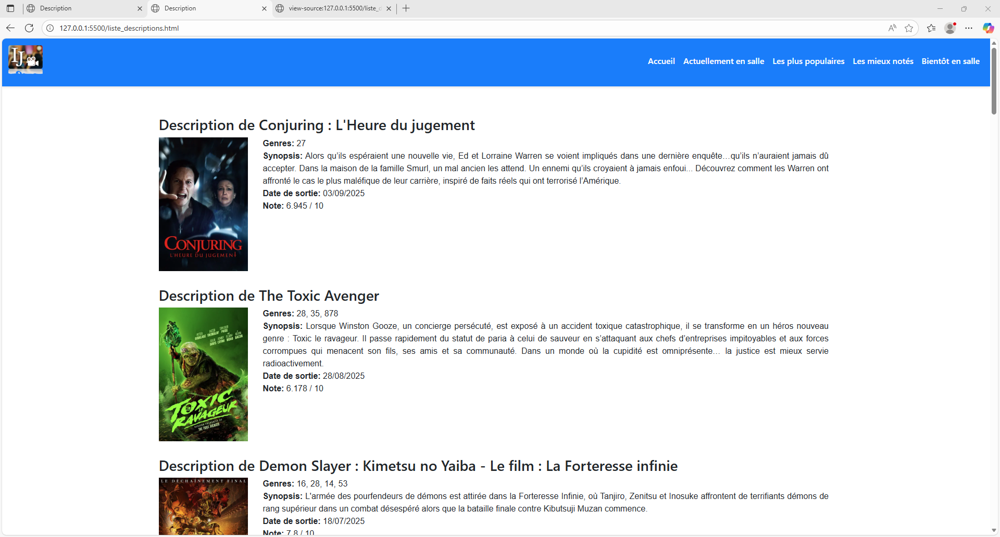 Description
Description
view-source:127.0.0.1:5500/liste_d
127.0.0.1:5500/liste_descriptions.html
IJ
Accueil Actuellement en salle Les plus populaires Les mieux notés Bientôt en salle
Description de Conjuring : L'Heure du jugement
Genres: 27
Synopsis: Alors qu’ils espéraient une nouvelle vie, Ed et Lorraine Warren se voient impliqués dans une dernière enquête…qu’ils n’auraient jamais dû
accepter. Dans la maison de la famille Smurl, un mal ancien les attend. Un ennemi qu’ils croyaient à jamais enfoui... Découvrez comment les Warren ont
affronté le cas le plus maléfique de leur carrière, inspiré de faits réels qui ont terrorisé l’Amérique.
Date de sortie: 03/09/2025
Note: 6.945 / 10
CONJURING
L'HEURE DU JUGEMENT
Description de The Toxic Avenger
Genres: 28, 35, 878
Synopsis: Lorsque Winston Gooze, un concierge persécuté, est exposé à un accident toxique catastrophique, il se transforme en un héros nouveau
genre : Toxic le ravageur. Il passe rapidement du statut de paria à celui de sauveur en s’attaquant aux chefs d’entreprises impitoyables et aux forces
corrompues qui menacent son fils, ses amis et sa communauté. Dans un monde où la cupidité est omniprésente… la justice est mieux servie
radioactivement.
Date de sortie: 28/08/2025
Note: 6.178 / 10
TOXIC
LE
RAVAGEUR
THE TOXIC AVENGER
Description de Demon Slayer : Kimetsu no Yaiba - Le film : La Forteresse infinie
LE DÉCHAÎNEMENT FINAL
Genres: 16, 28, 14, 53
Synopsis: L'armée des pourfendeurs de démons est attirée dans la Forteresse Infinie, où Tanjiro, Zenitsu et Inosuke affrontent de terrifiants démons de
rang supérieur dans un combat désespéré alors que la bataille finale contre Kibutsuji Muzan commence.
Date de sortie: 18/07/2025
Note: 7.8 / 10